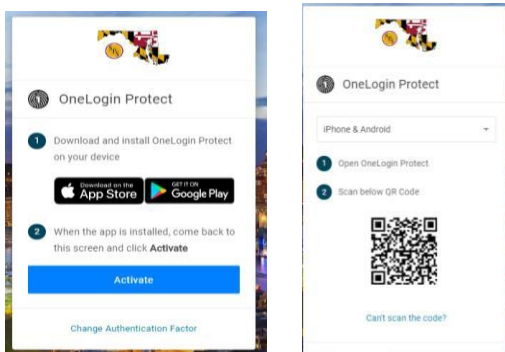 OneLogin Protect
1 Download and install OneLogin Protect
on your device
Download on the
App Store
GET IT ON
Google Play
2 When the app is installed, come back to
this screen and click Activate
Activate
Change Authentication Factor
OneLogin Protect
iPhone & Android
1 Open OneLogin Protect
2 Scan below QR Code
Can't scan the code?